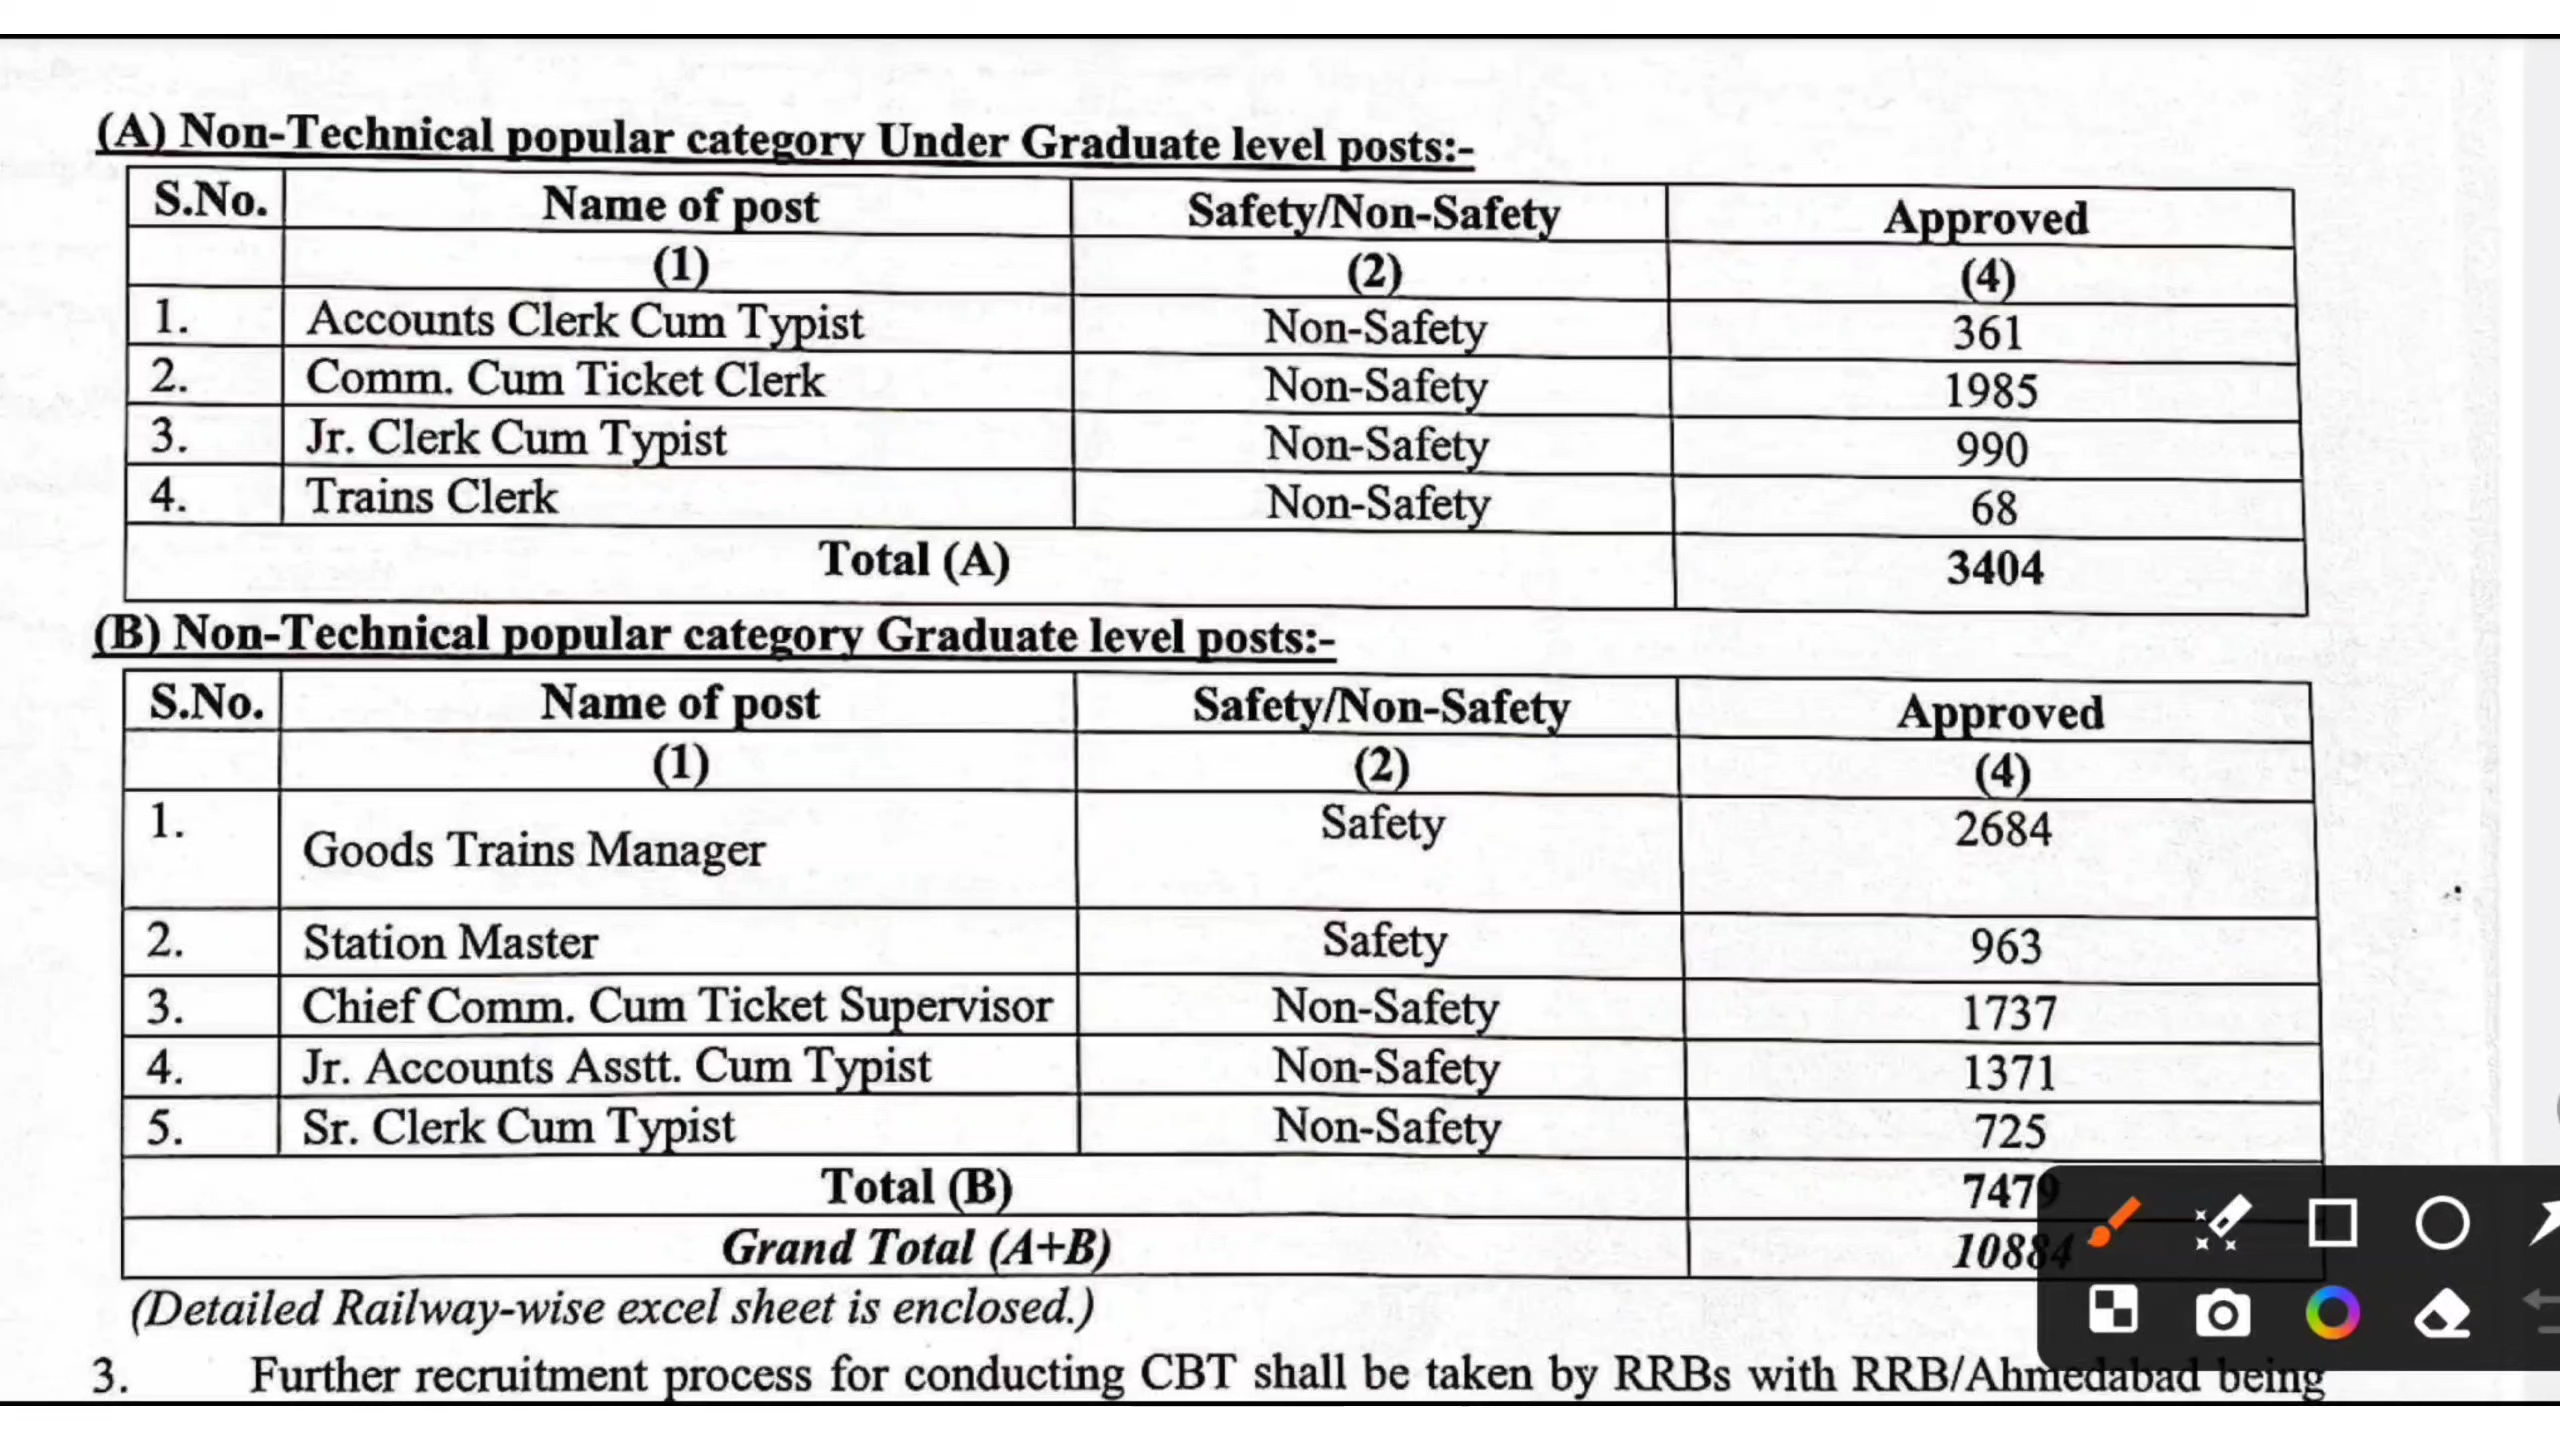 (A) Non-Technical popular category Under Graduate level posts:-
S.No. Name of post Safety/Non-Safety Approved
(1) (2) (4)
1. Accounts Clerk Cum Typist Non-Safety 361
2. Comm. Cum Ticket Clerk Non-Safety 1985
3. Jr. Clerk Cum Typist Non-Safety 990
4. Trains Clerk Non-Safety 68
Total (A) 3404
(B) Non-Technical popular category Graduate level posts:-
S.No. Name of post Safety/Non-Safety Approved
(1) (2) (4)
1. Goods Trains Manager Safety 2684
2. Station Master Safety 963
3. Chief Comm. Cum Ticket Supervisor Non-Safety 1737
4. Jr. Accounts Asstt. Cum Typist Non-Safety 1371
5. Sr. Clerk Cum Typist Non-Safety 725
Total (B) 7479
Grand Total (A+B) 10884
(Detailed Railway-wise excel sheet is enclosed.)
3. Further recruitment process for conducting CBT shall be taken by RRBs with RRB/Ahmedabad being